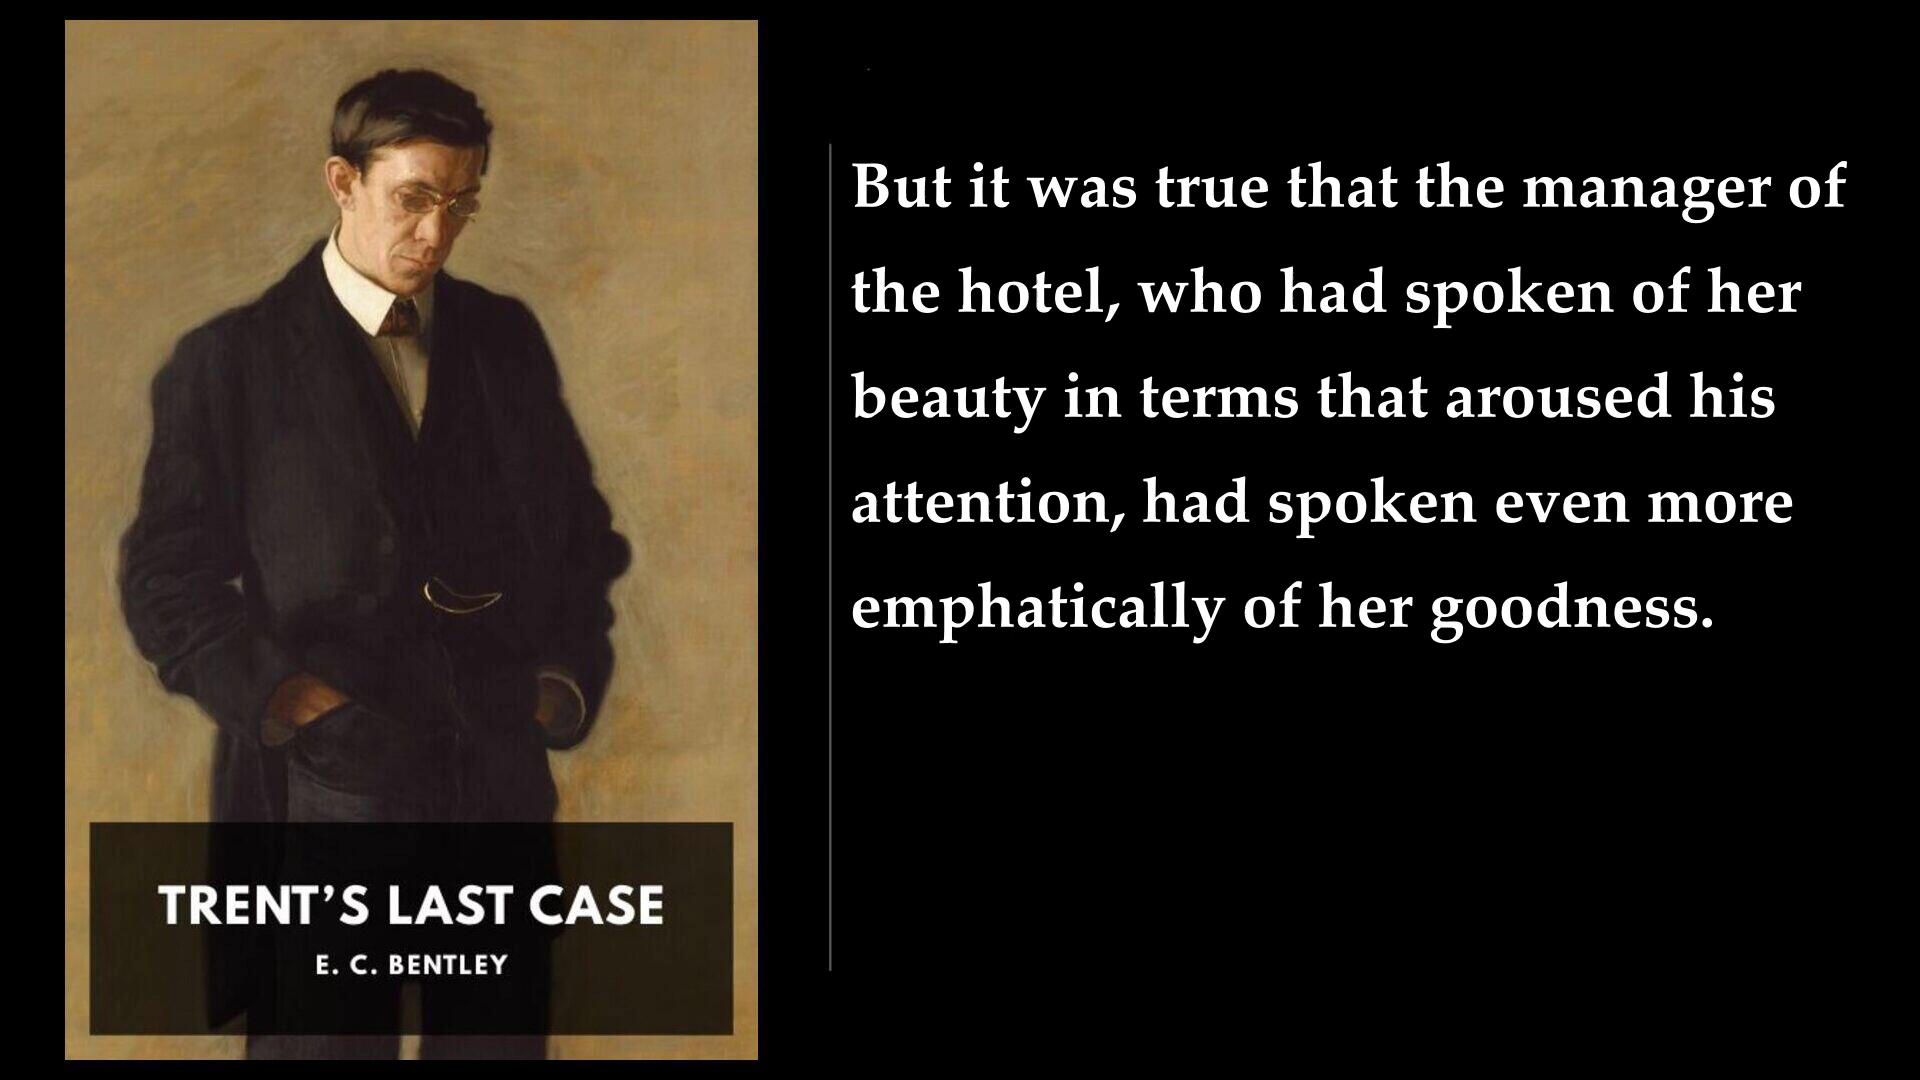 TRENT’S LAST CASE
E. C. BENTLEY
But it was true that the manager of
the hotel, who had spoken of her
beauty in terms that aroused his
attention, had spoken even more
emphatically of her goodness.